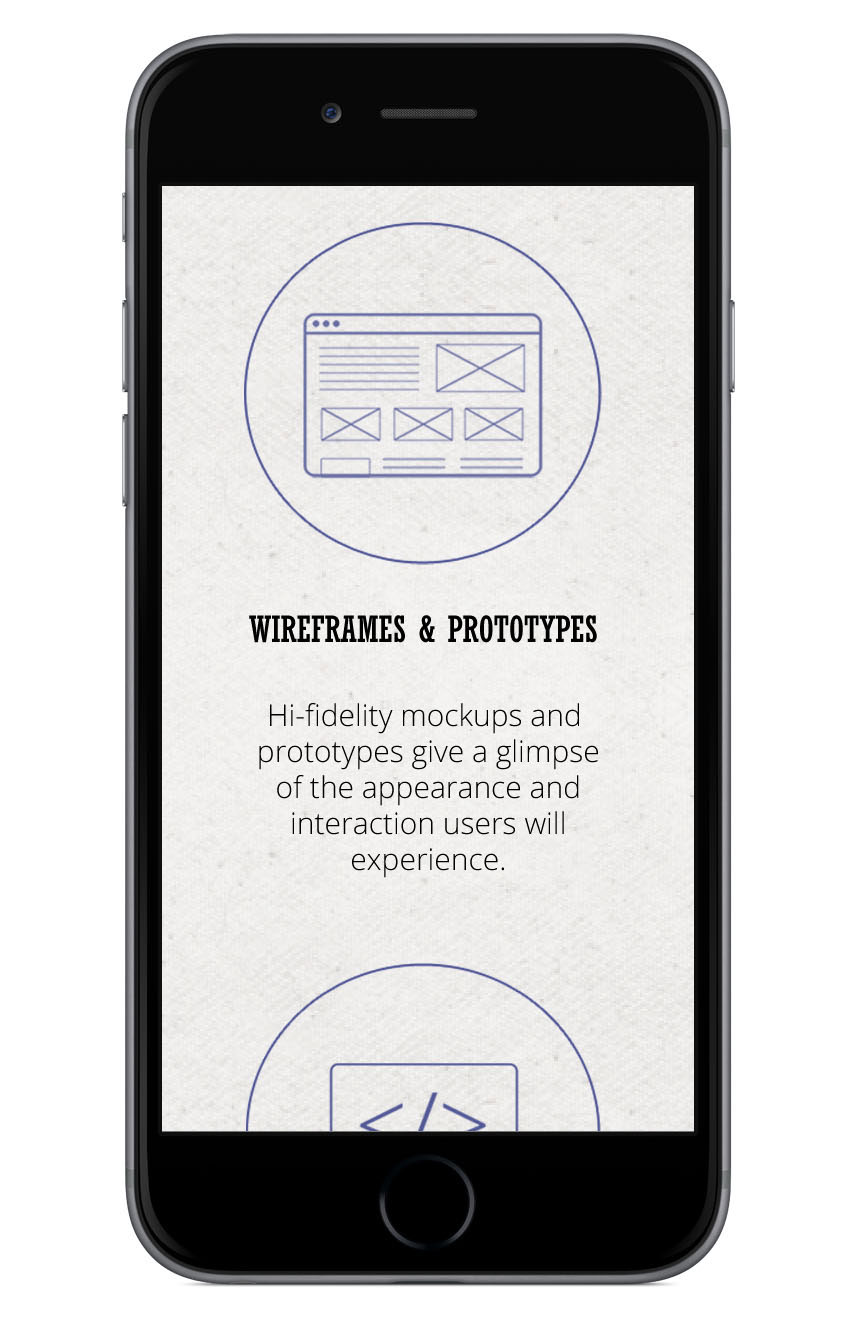 WIREFRAMES & PROTOTYPES
Hi-fidelity mockups and
prototypes give a glimpse
of the appearance and
interaction users will
experience.
</>